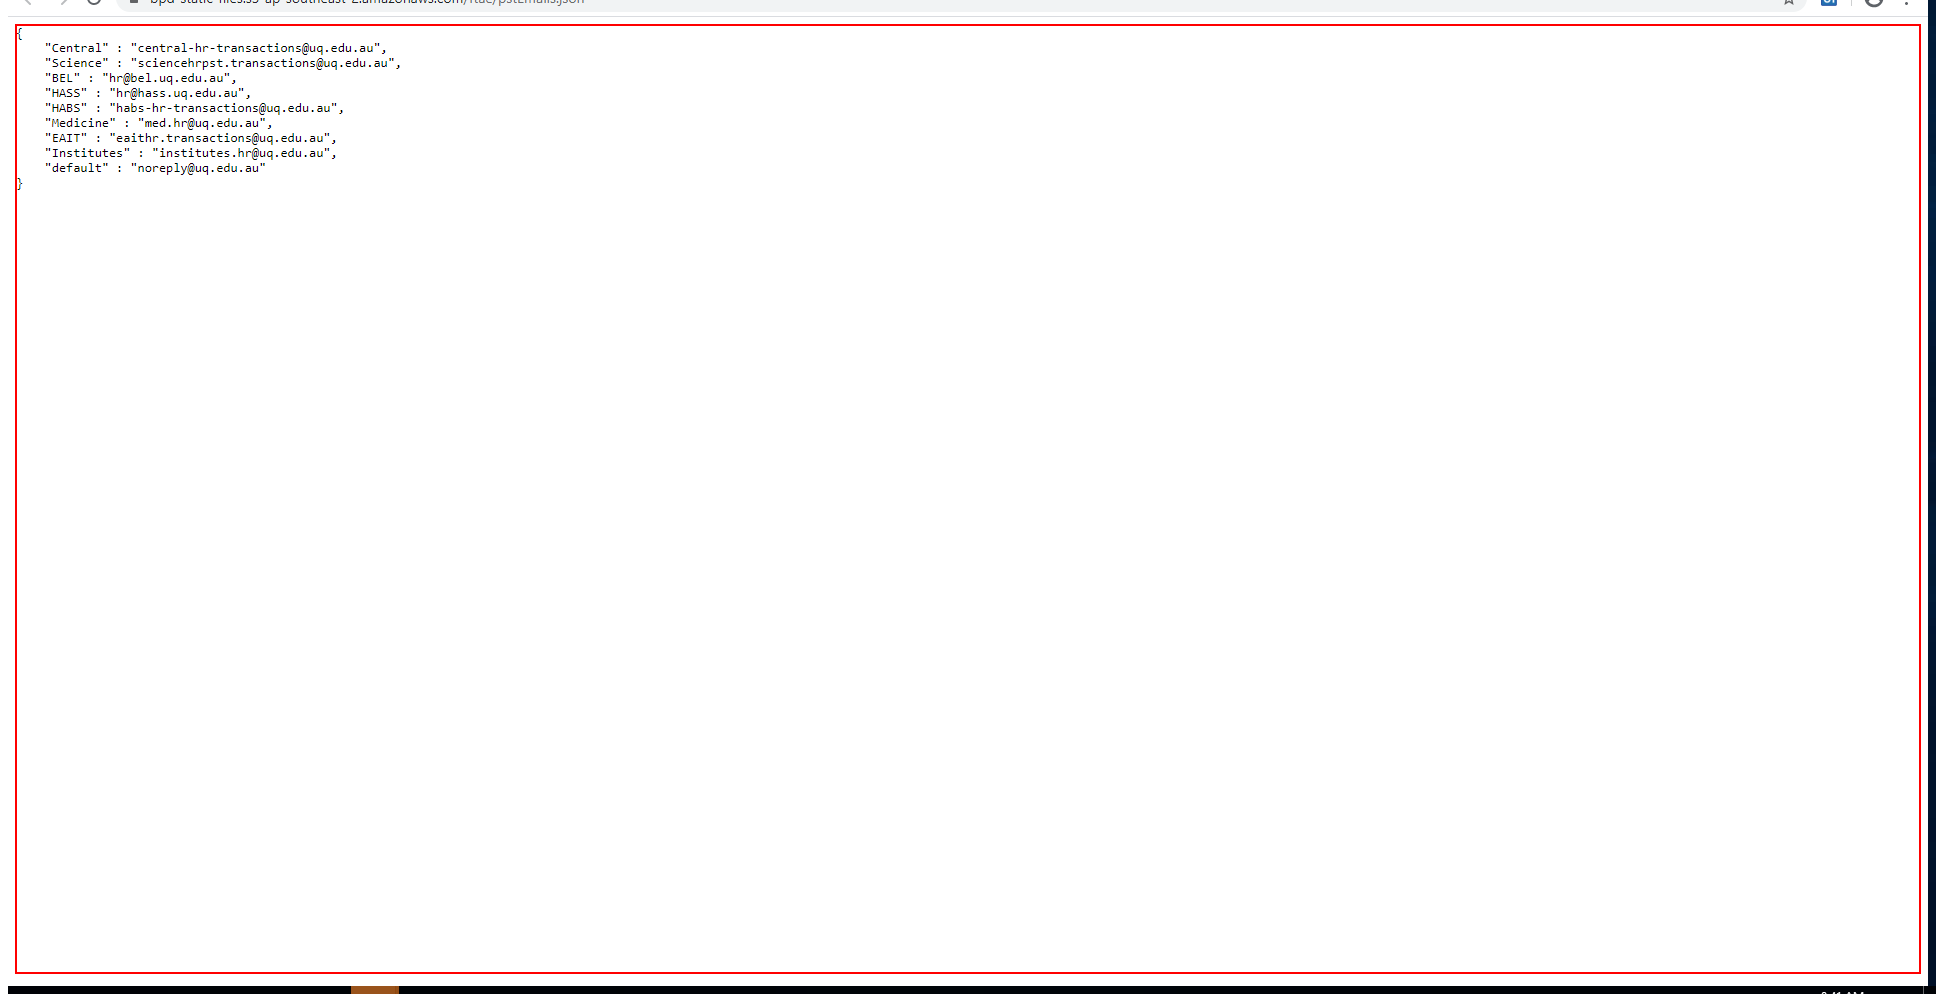 {
"Central" : "central-hr-transactions@uq.edu.au",
"Science" : "sciencehrpst.transactions@uq.edu.au",
"BEL" : "hr@bel.uq.edu.au",
"HASS" : "hr@hass.uq.edu.au",
"HABS" : "habs-hr-transactions@uq.edu.au",
"Medicine" : "med.hr@uq.edu.au",
"EAIT" : "eaithr.transactions@uq.edu.au",
"Institutes" : "institutes.hr@uq.edu.au",
"default" : "noreply@uq.edu.au"
}